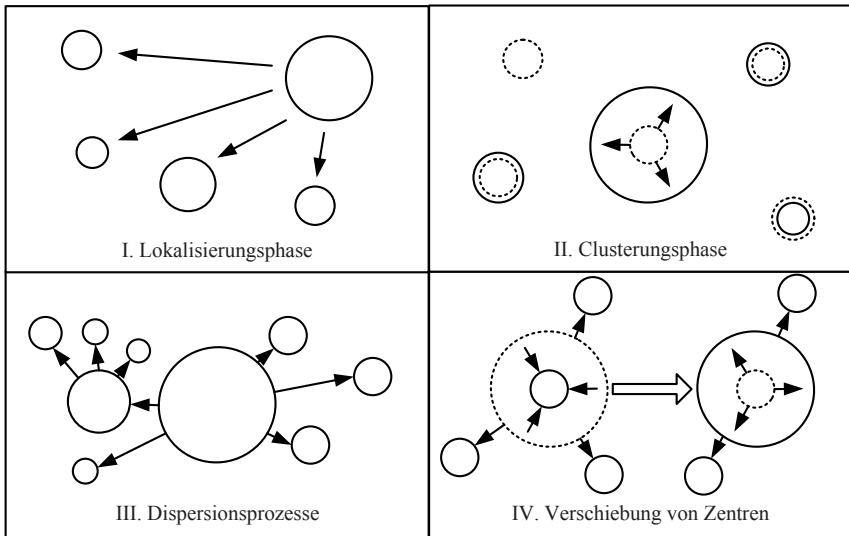 I. Lokalisierungsphase
II. Clusterungsphase
III. Dispersionsprozesse
IV. Verschiebung von Zentren